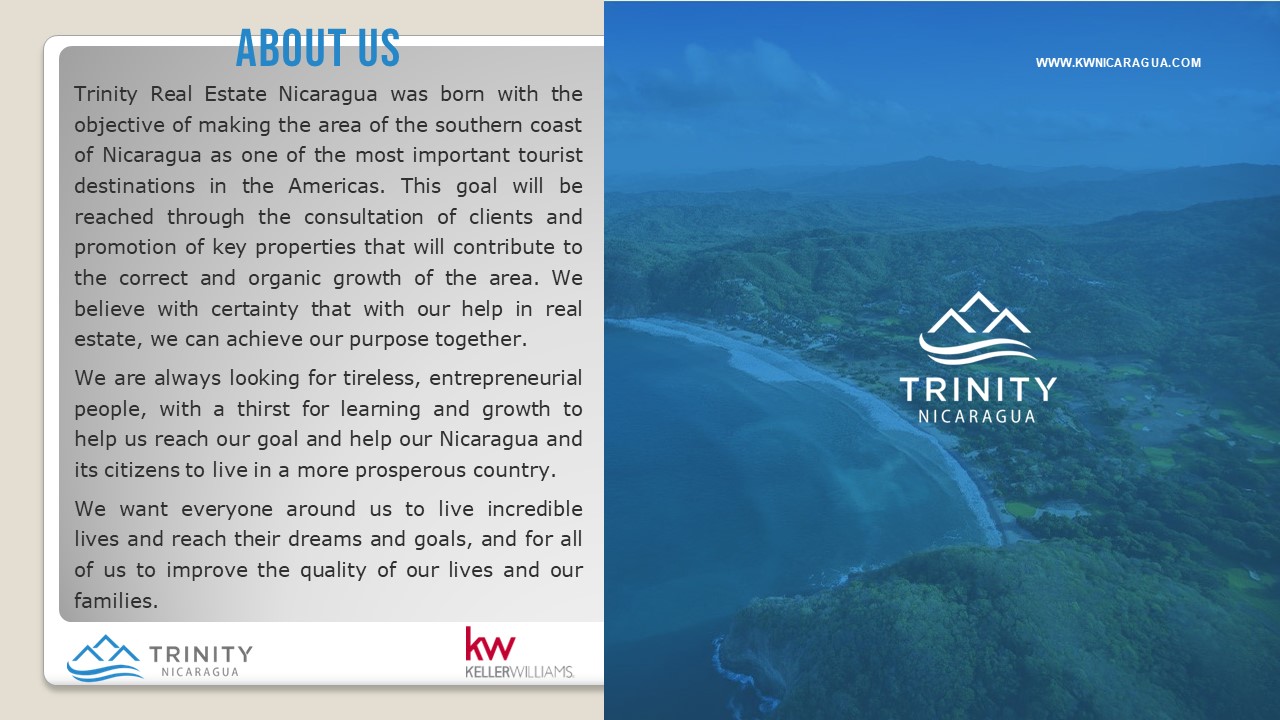 ABOUT US
Trinity Real Estate Nicaragua was born with the
objective of making the area of the southern coast
of Nicaragua as one of the most important tourist
destinations in the Americas. This goal will be
reached through the consultation of clients and
promotion of key properties that will contribute to
the correct and organic growth of the area. We
believe with certainty that with our help in real
estate, we can achieve our purpose together.
We are always looking for tireless, entrepreneurial
people, with a thirst for learning and growth to
help us reach our goal and help our Nicaragua and
its citizens to live in a more prosperous country.
We want everyone around us to live incredible
lives and reach their dreams and goals, and for all
of us to improve the quality of our lives and our
families.
TRINITY
NICARAGUA
kw
KELLERWILLIAMS.
WWW.KWNICARAGUA.COM
TRINITY
NICARAGUA